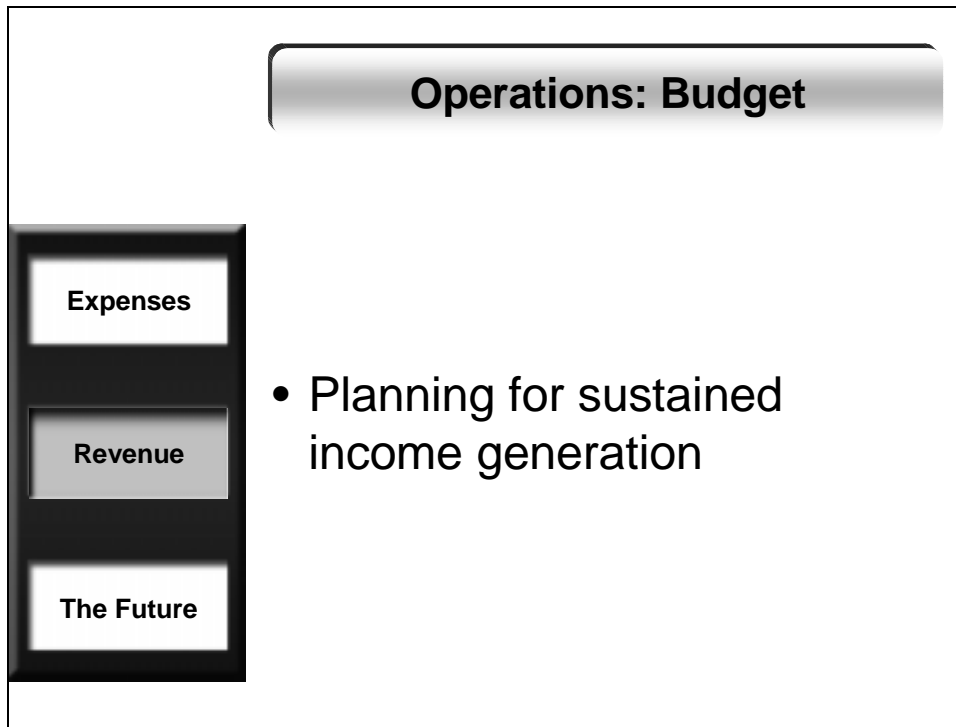 Operations: Budget
Expenses
Revenue
The Future
• Planning for sustained
income generation